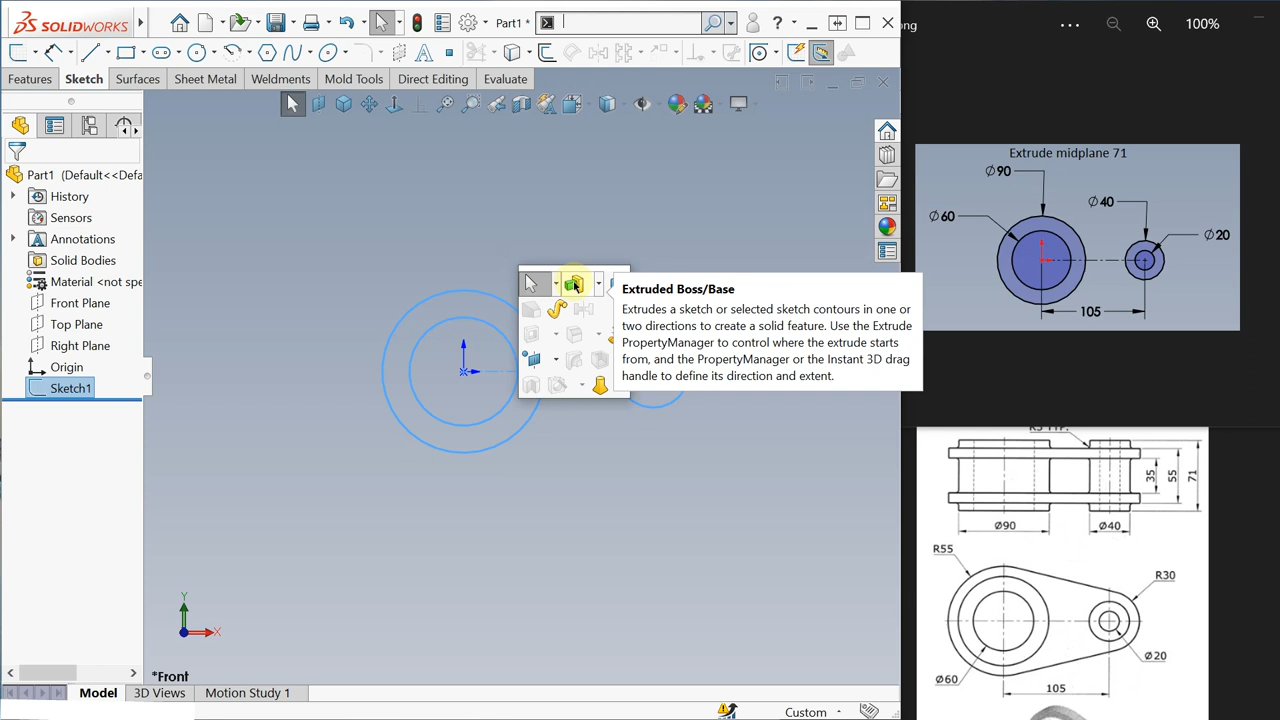 SOLIDWORKS
Part1 *
ong
100%
Features
Sketch
Surfaces
Sheet Metal
Weldments
Mold Tools
Direct Editing
Evaluate
Part1 (Default<<Defa
History
Sensors
Annotations
Solid Bodies
Material <not spe
Front Plane
Top Plane
Right Plane
Origin
Sketch1
Extruded Boss/Base
Extrudes a sketch or selected sketch contours in one or
two directions to create a solid feature. Use the Extrude
PropertyManager to control where the extrude starts
from, and the PropertyManager or the Instant 3D drag
handle to define its direction and extent.
Y
X
*Front
Model
3D Views
Motion Study 1
Custom
Extrude midplane 71
Ø90
Ø60
Ø40
Ø20
105
R5 TYP.
35
55
71
Ø90
Ø40
R55
R30
Ø60
Ø20
105